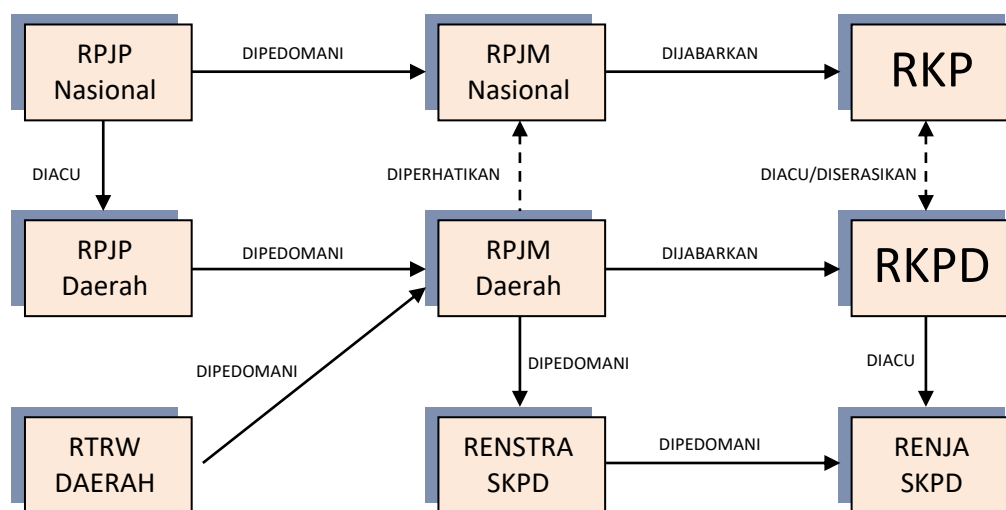 RPJP
Nasional
DIPEDOMANI
RPJM
Nasional
DIJABARKAN
RKP
DIACU
DIPERHATIKAN
DIACU/DISERASIKAN
RPJP
Daerah
DIPEDOMANI
RPJM
Daerah
DIJABARKAN
RKPD
DIPEDOMANI
DIPEDOMANI
DIACU
RTRW
DAERAH
RENSTRA
SKPD
DIPEDOMANI
RENJA
SKPD